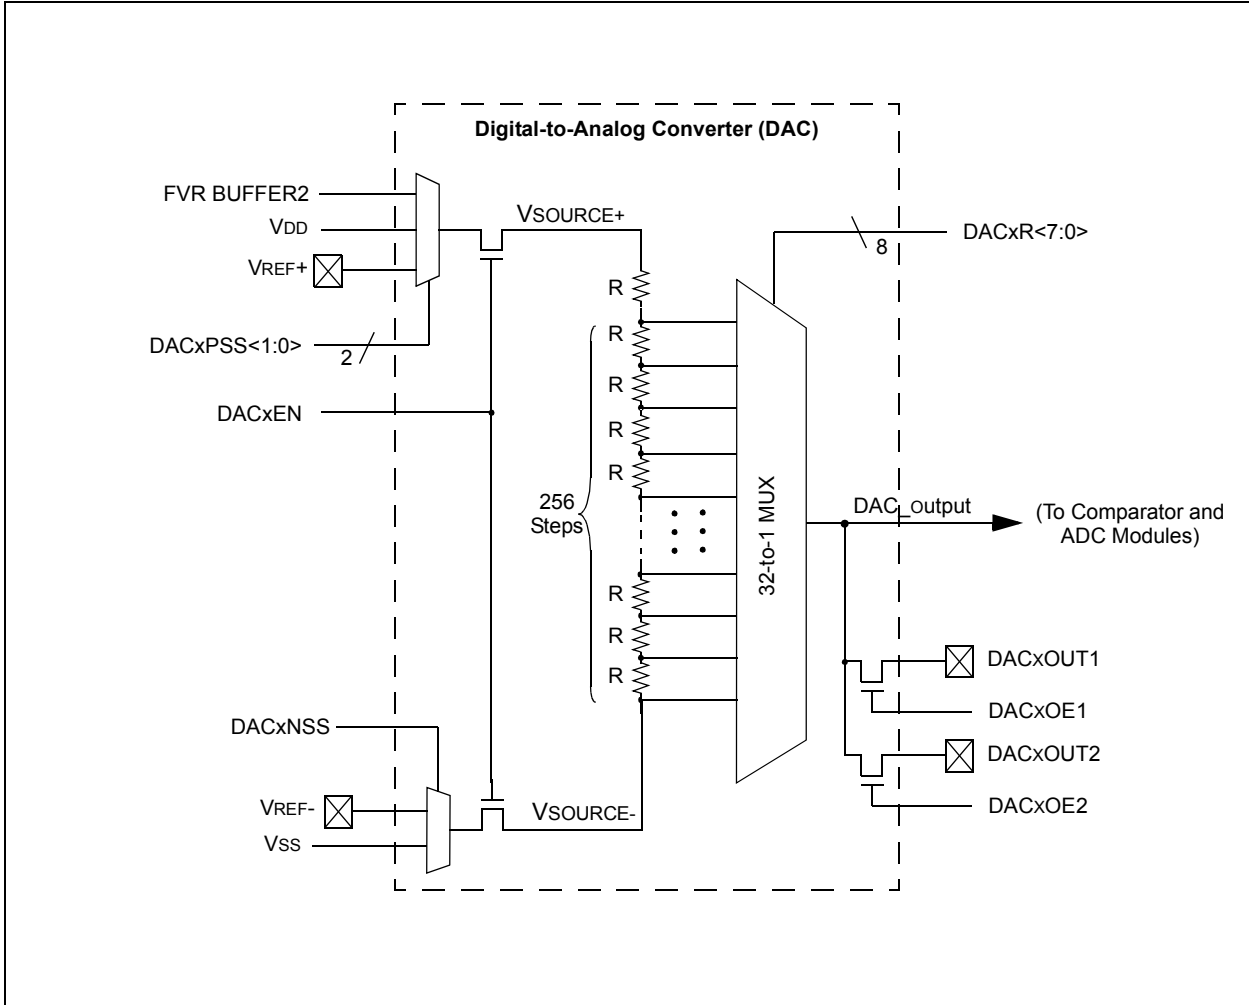 Digital-to-Analog Converter (DAC)
FVR BUFFER2
VDD
VREF+
DACxPSS<1:0>
2
DACxEN
VSOURCE+
R
R
R
R
R
256
Steps
R
R
R
32-to-1 MUX
8
DACxR<7:0>
DAC_output
(To Comparator and
ADC Modules)
DACxOUT1
DACxOE1
DACxOUT2
DACxOE2
DACxNSS
VREF-
VSS
VSOURCE-